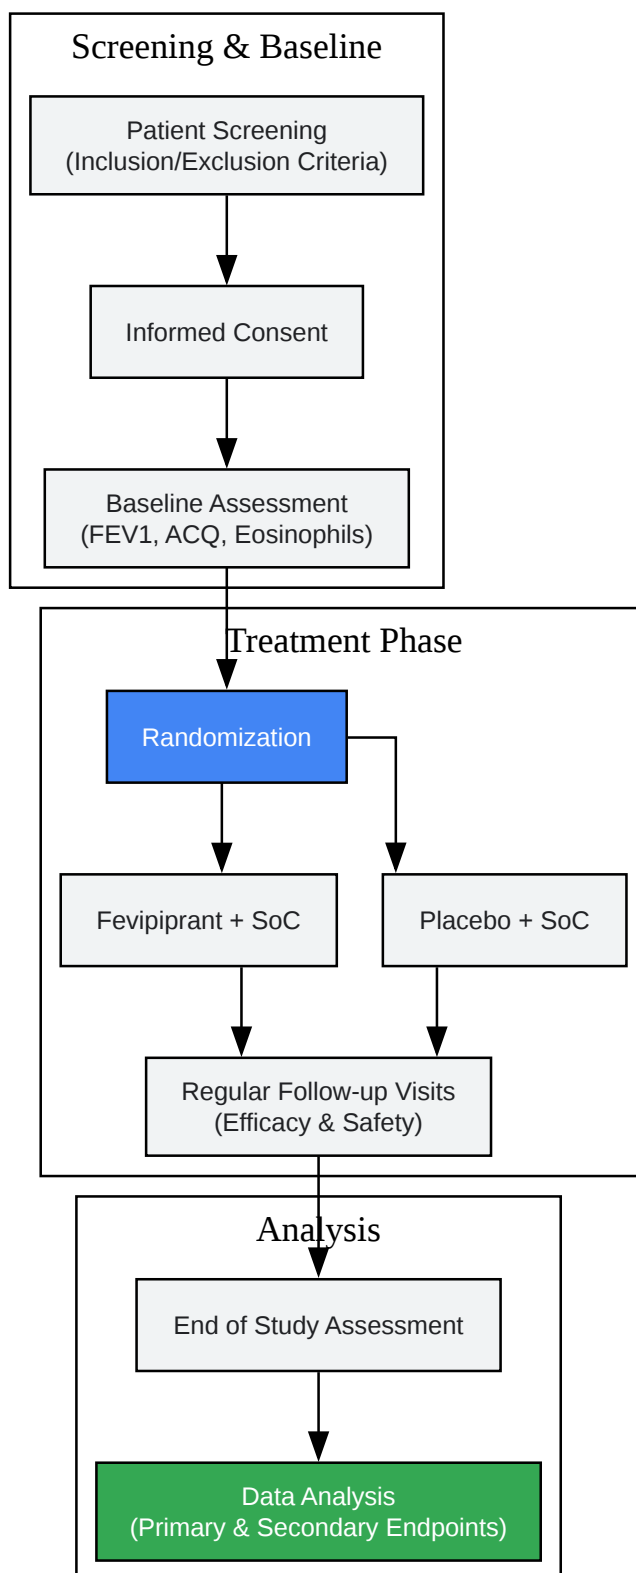 Screening & Baseline
Patient Screening
(Inclusion/Exclusion Criteria)
Informed Consent
Baseline Assessment
(FEV1, ACQ, Eosinophils)
Treatment Phase
Randomization
Fevipiprant + SoC
Placebo + SoC
Regular Follow-up Visits
(Efficacy & Safety)
Analysis
End of Study Assessment
Data Analysis
(Primary & Secondary Endpoints)